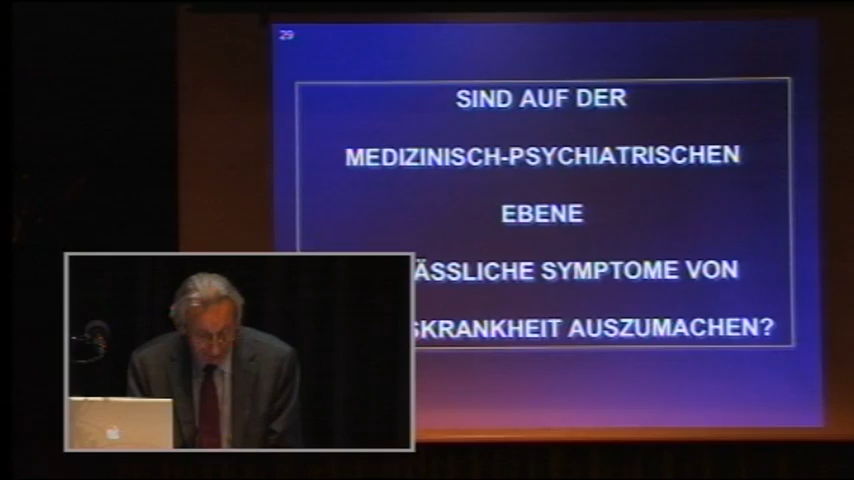 29
SIND AUF DER
MEDIZINISCH-PSYCHIATRISCHEN
EBENE
SYMPTOME VON
AUSZUMACHEN?